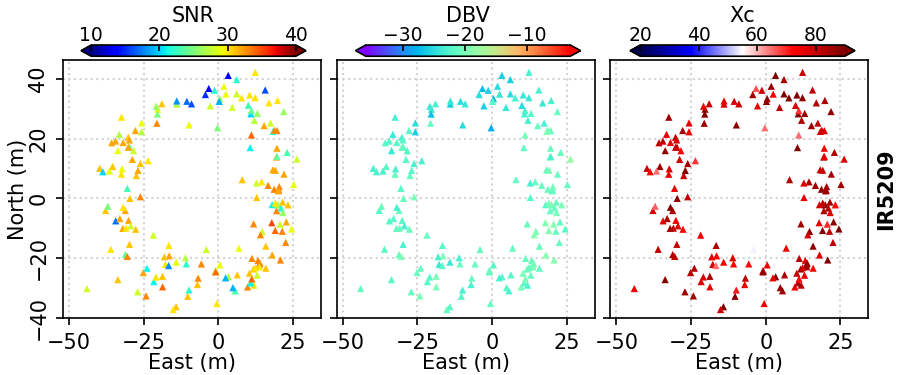 SNR DBV Xc
10 20 30 40 −30 −20 −10 20 40 60 80
40
20
0
−20
−40
North (m)
IR5209
−50 −25 0 25 −50 −25 0 25 −50 −25 0 25
East (m) East (m) East (m)